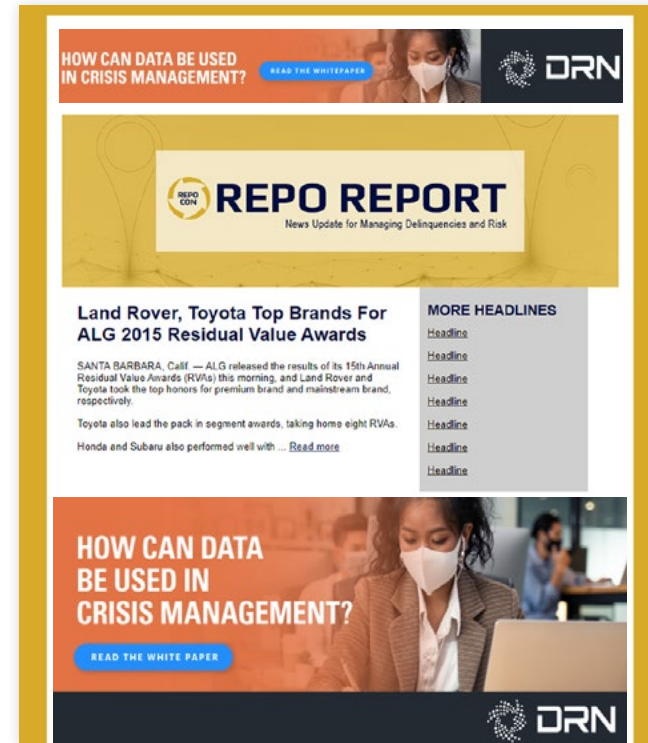 HOW CAN DATA BE USED
IN CRISIS MANAGEMENT?
READ THE WHITEPAPER
DRN
REPO
CON
REPO REPORT
News Update for Managing Delinquencies and Risk
Land Rover, Toyota Top Brands For
ALG 2015 Residual Value Awards
SANTA BARBARA, Calif. — ALG released the results of its 15th Annual
Residual Value Awards (RVAs) this morning, and Land Rover and
Toyota took the top honors for premium brand and mainstream brand,
respectively.
Toyota also lead the pack in segment awards, taking home eight RVAs.
Honda and Subaru also performed well with ... Read more
MORE HEADLINES
Headline
Headline
Headline
Headline
Headline
Headline
Headline
HOW CAN DATA
BE USED IN
CRISIS MANAGEMENT?
READ THE WHITE PAPER
DRN